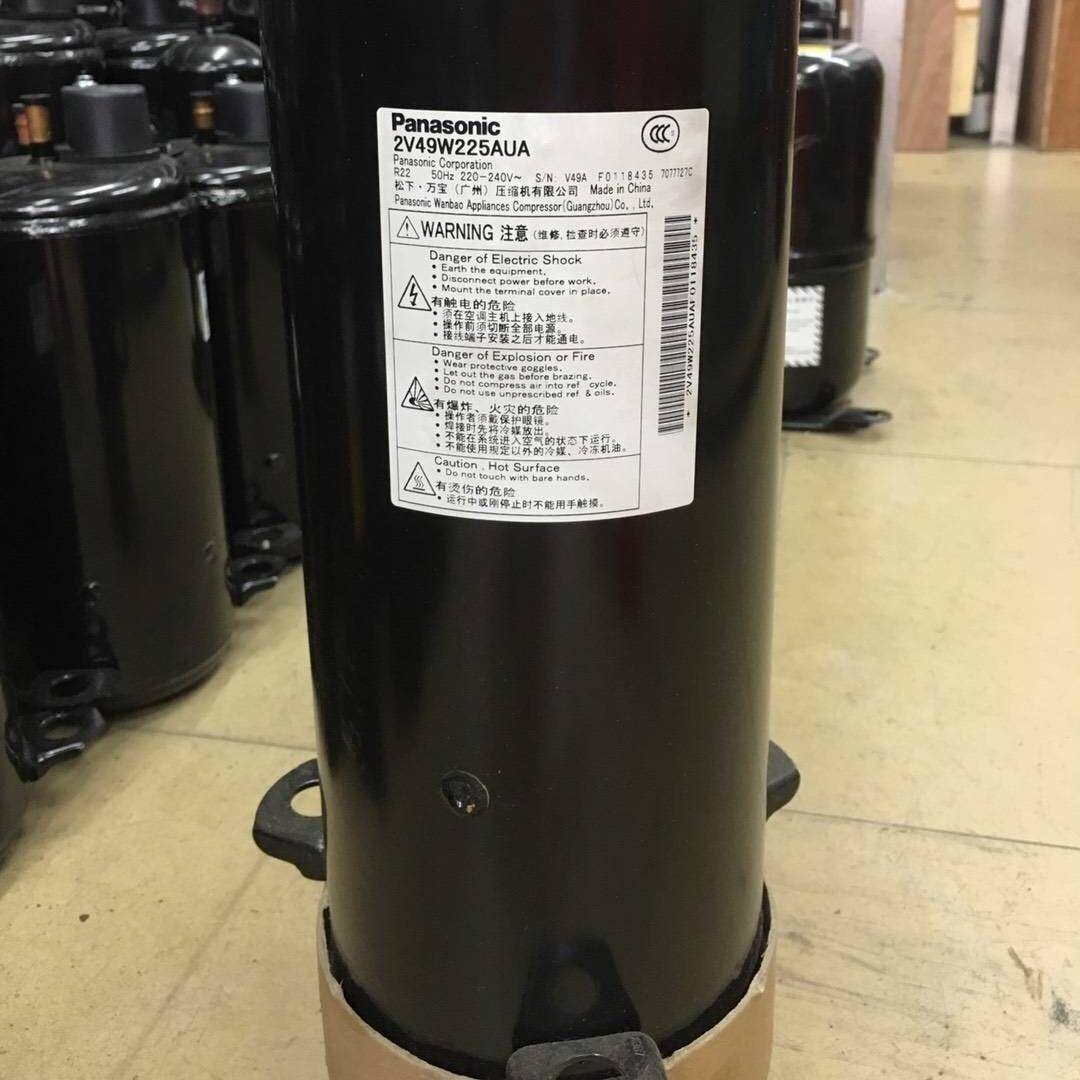 Panasonic
CCC
2V49W225AUA
Panasonic Corporation
R22 50Hz 220-240V~ S/N: V49A F0118435 7077127C
松下·万宝（广州）压缩机有限公司 Made in China
Panasonic Wanbao Appliances Compressor(Guangzhou)Co.,Ltd.
WARNING 注意 (维修,检查时必须遵守)
Danger of Electric Shock
• Earth the equipment.
• Disconnect power before work.
• Mount the terminal cover in place.
有触电的危险
• 须在空调主机上接入地线。
• 操作前须切断全部电源。
• 接线端子安装之后才能通电。
Danger of Explosion or Fire
• Wear protective goggles.
• Let out the gas before brazing.
• Do not compress air into ref. cycle.
• Do not use unprescribed ref. & oils.
有爆炸、火灾的危险
• 操作者须戴保护眼镜。
• 焊接时先将冷媒放出。
• 不能在系统进入空气的状态下运行。
• 不能使用规定以外的冷媒、冷冻机油。
Caution . Hot Surface
• Do not touch with bare hands.
有烫伤的危险
• 运行中或刚停止时不能用手触摸。
* 2V49W225AUAF0118435 *